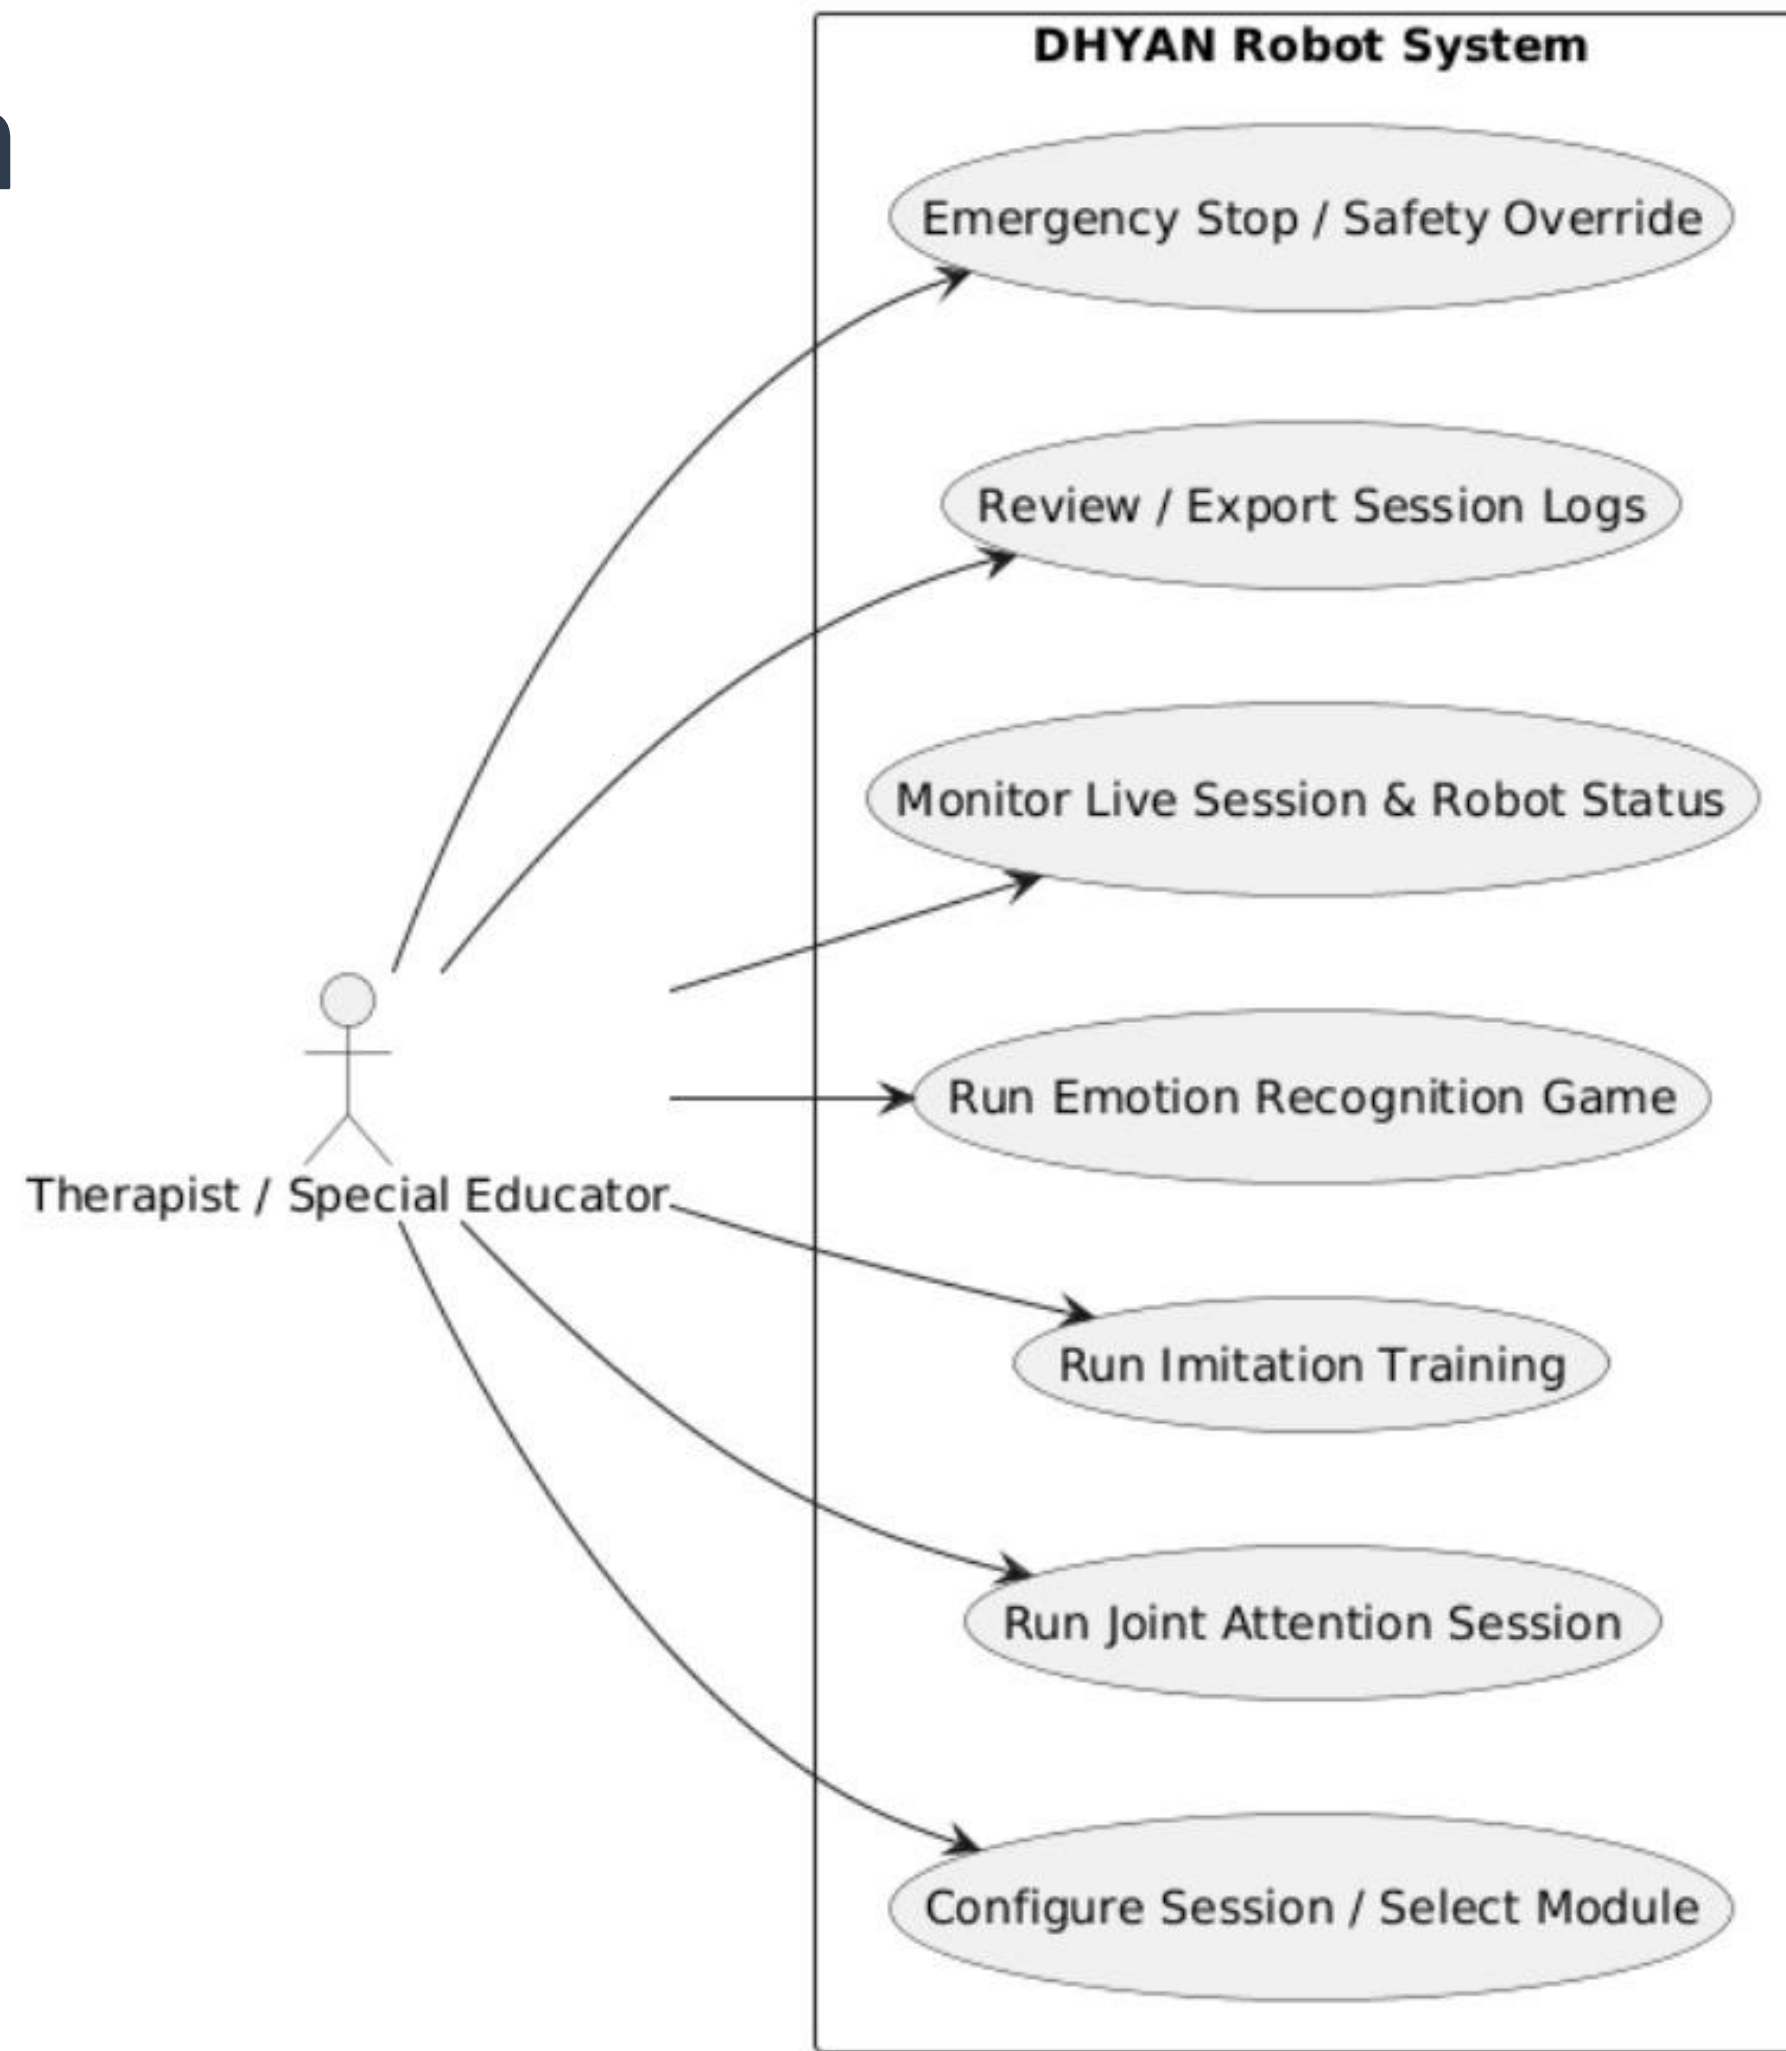 n
DHYAN Robot System
Emergency Stop / Safety Override
Review / Export Session Logs
Monitor Live Session & Robot Status
Run Emotion Recognition Game
Therapist / Special Educator
Run Imitation Training
Run Joint Attention Session
Configure Session / Select Module